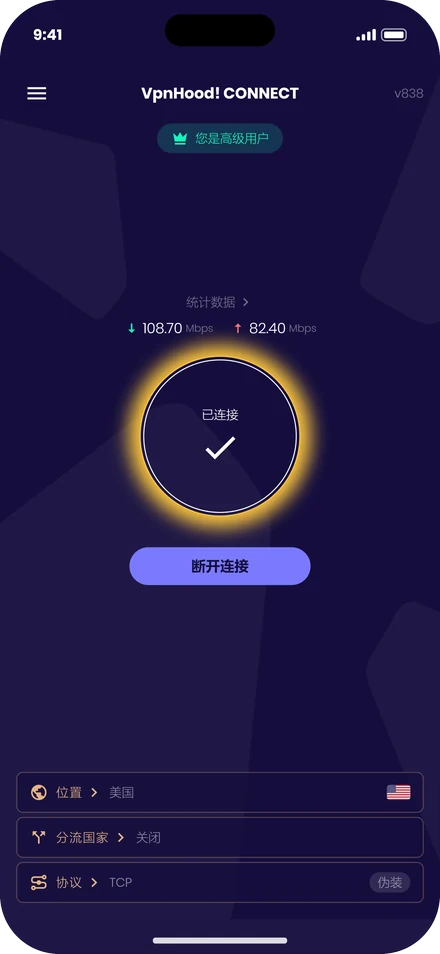 9:41
VpnHood! CONNECT
v838
您是高级用户
统计数据
108.70 Mbps 82.40 Mbps
已连接
断开连接
位置 美国
分流国家 关闭
协议 TCP 伪装